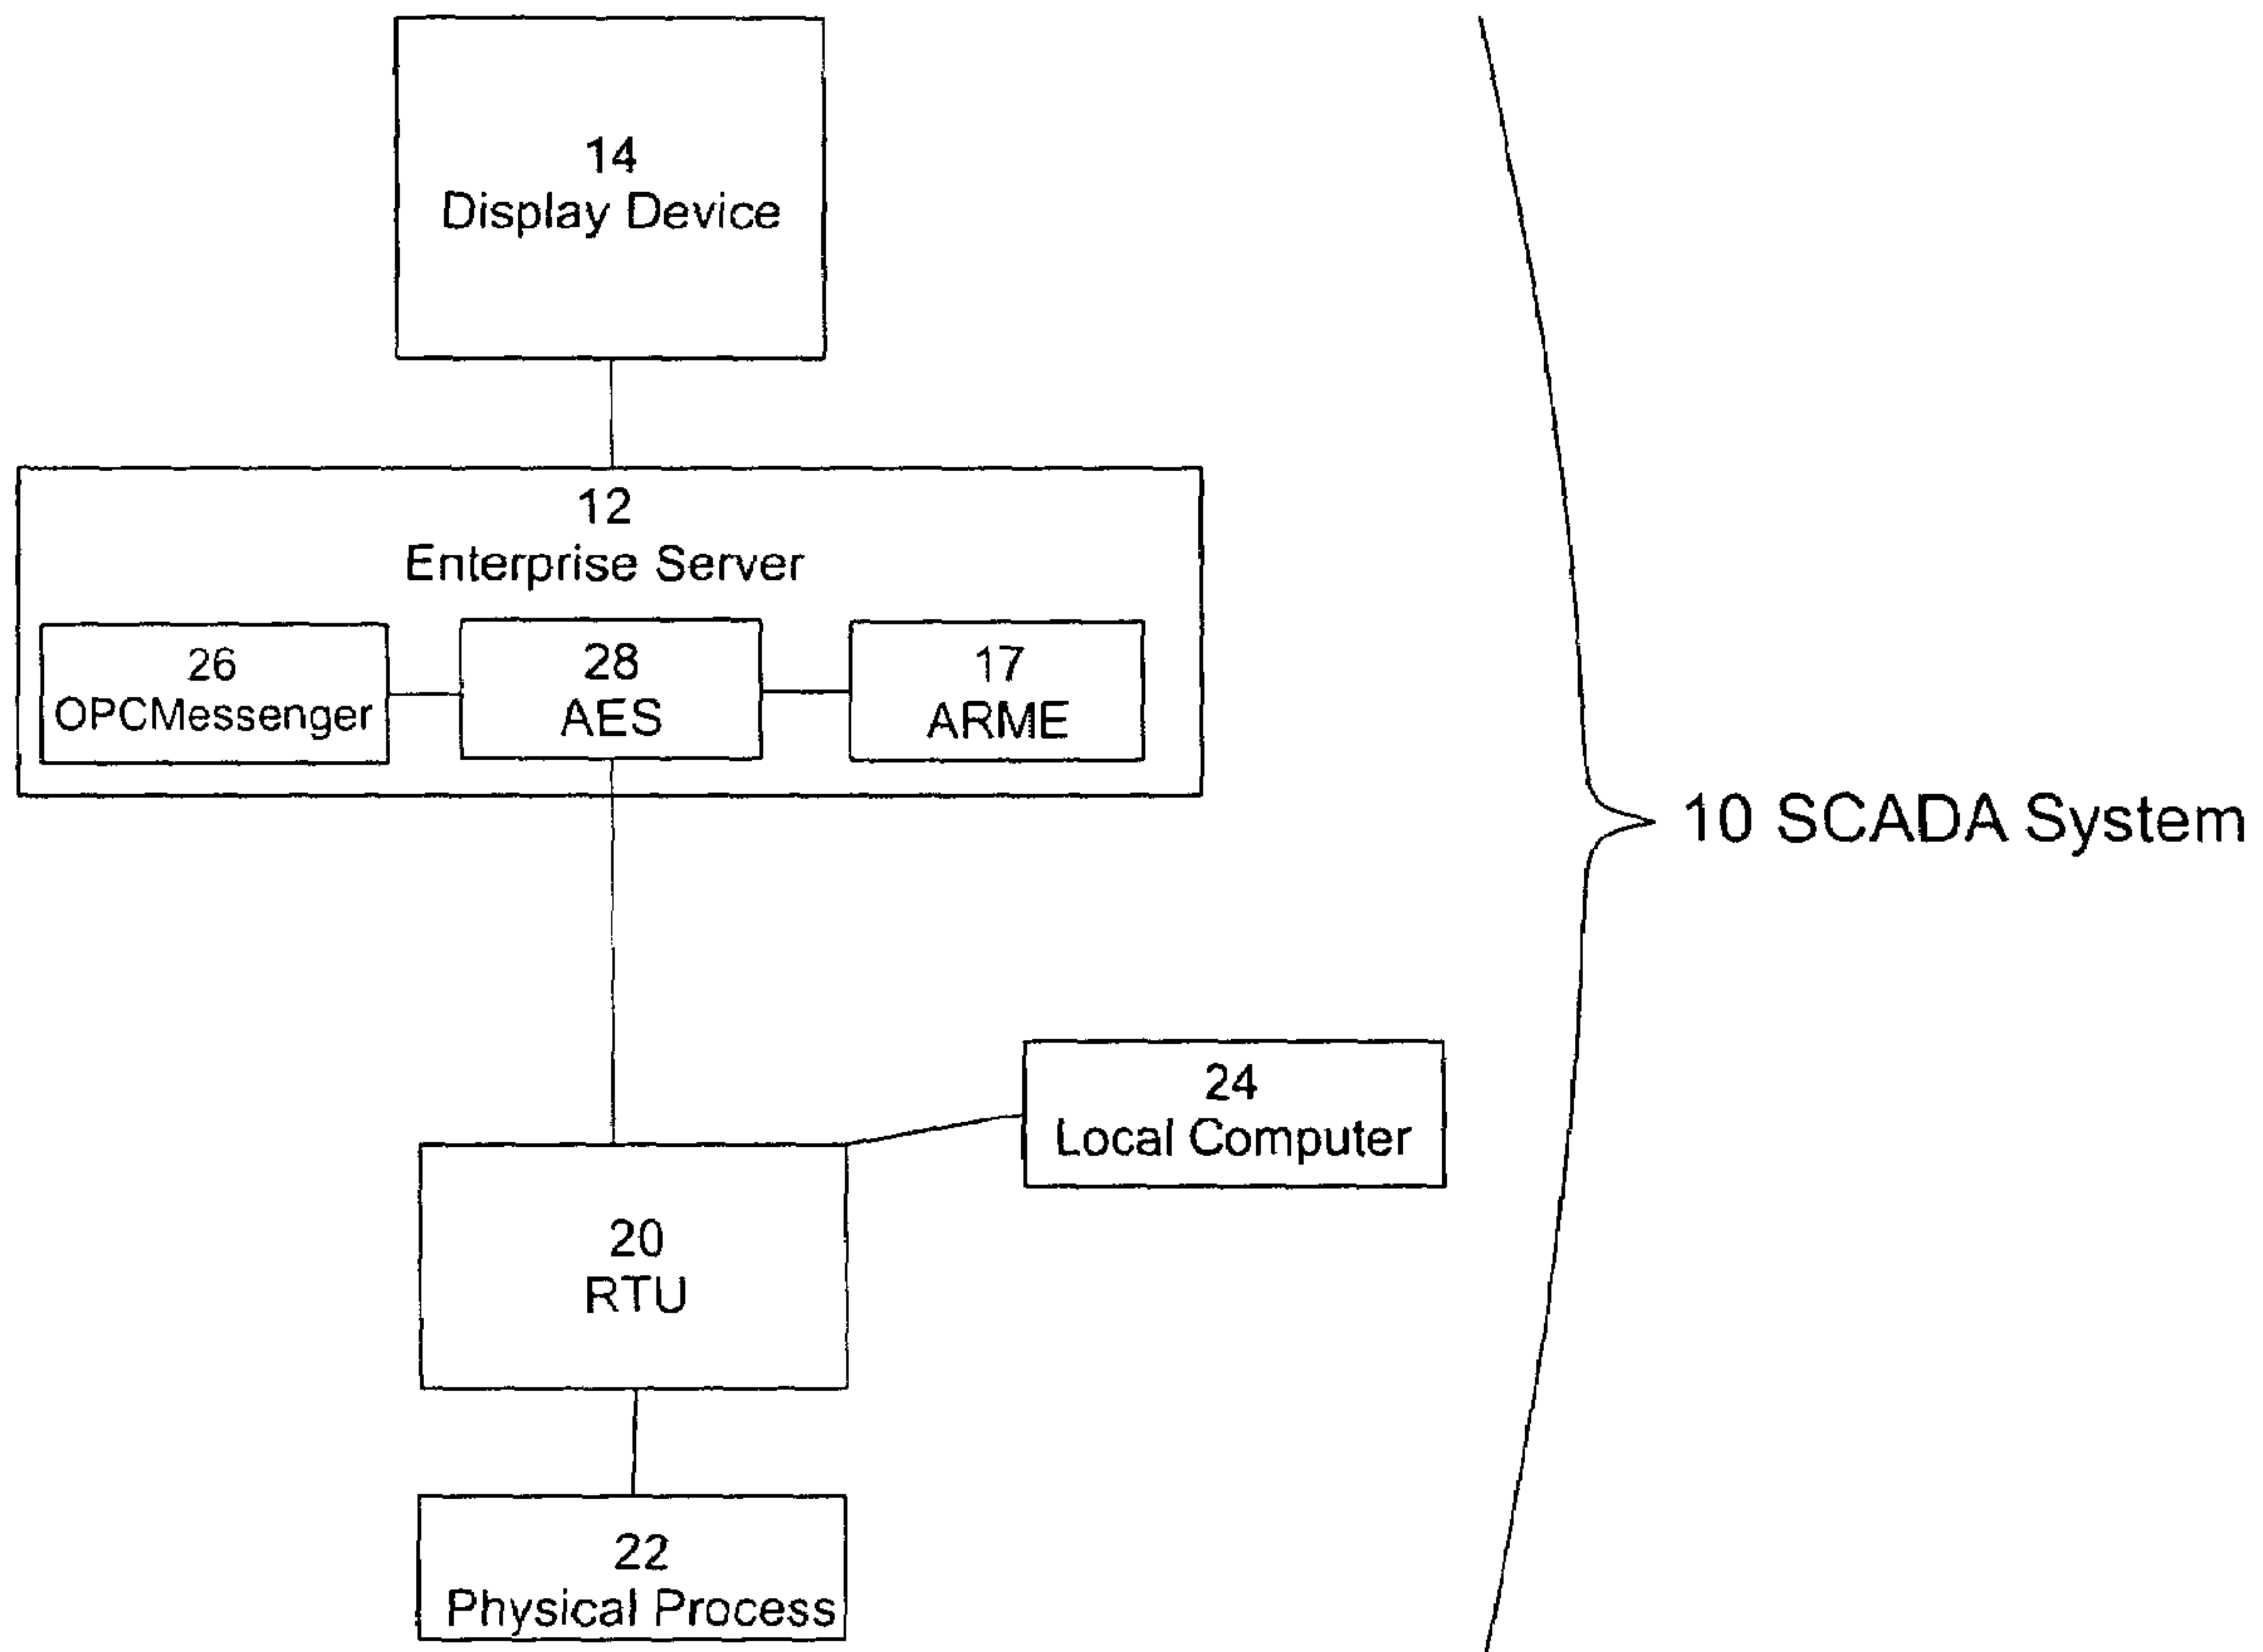 14
Display Device
12
Enterprise Server
26
OPCMessenger
28
AES
17
ARME
10 SCADA System
24
Local Computer
20
RTU
22
Physical Process